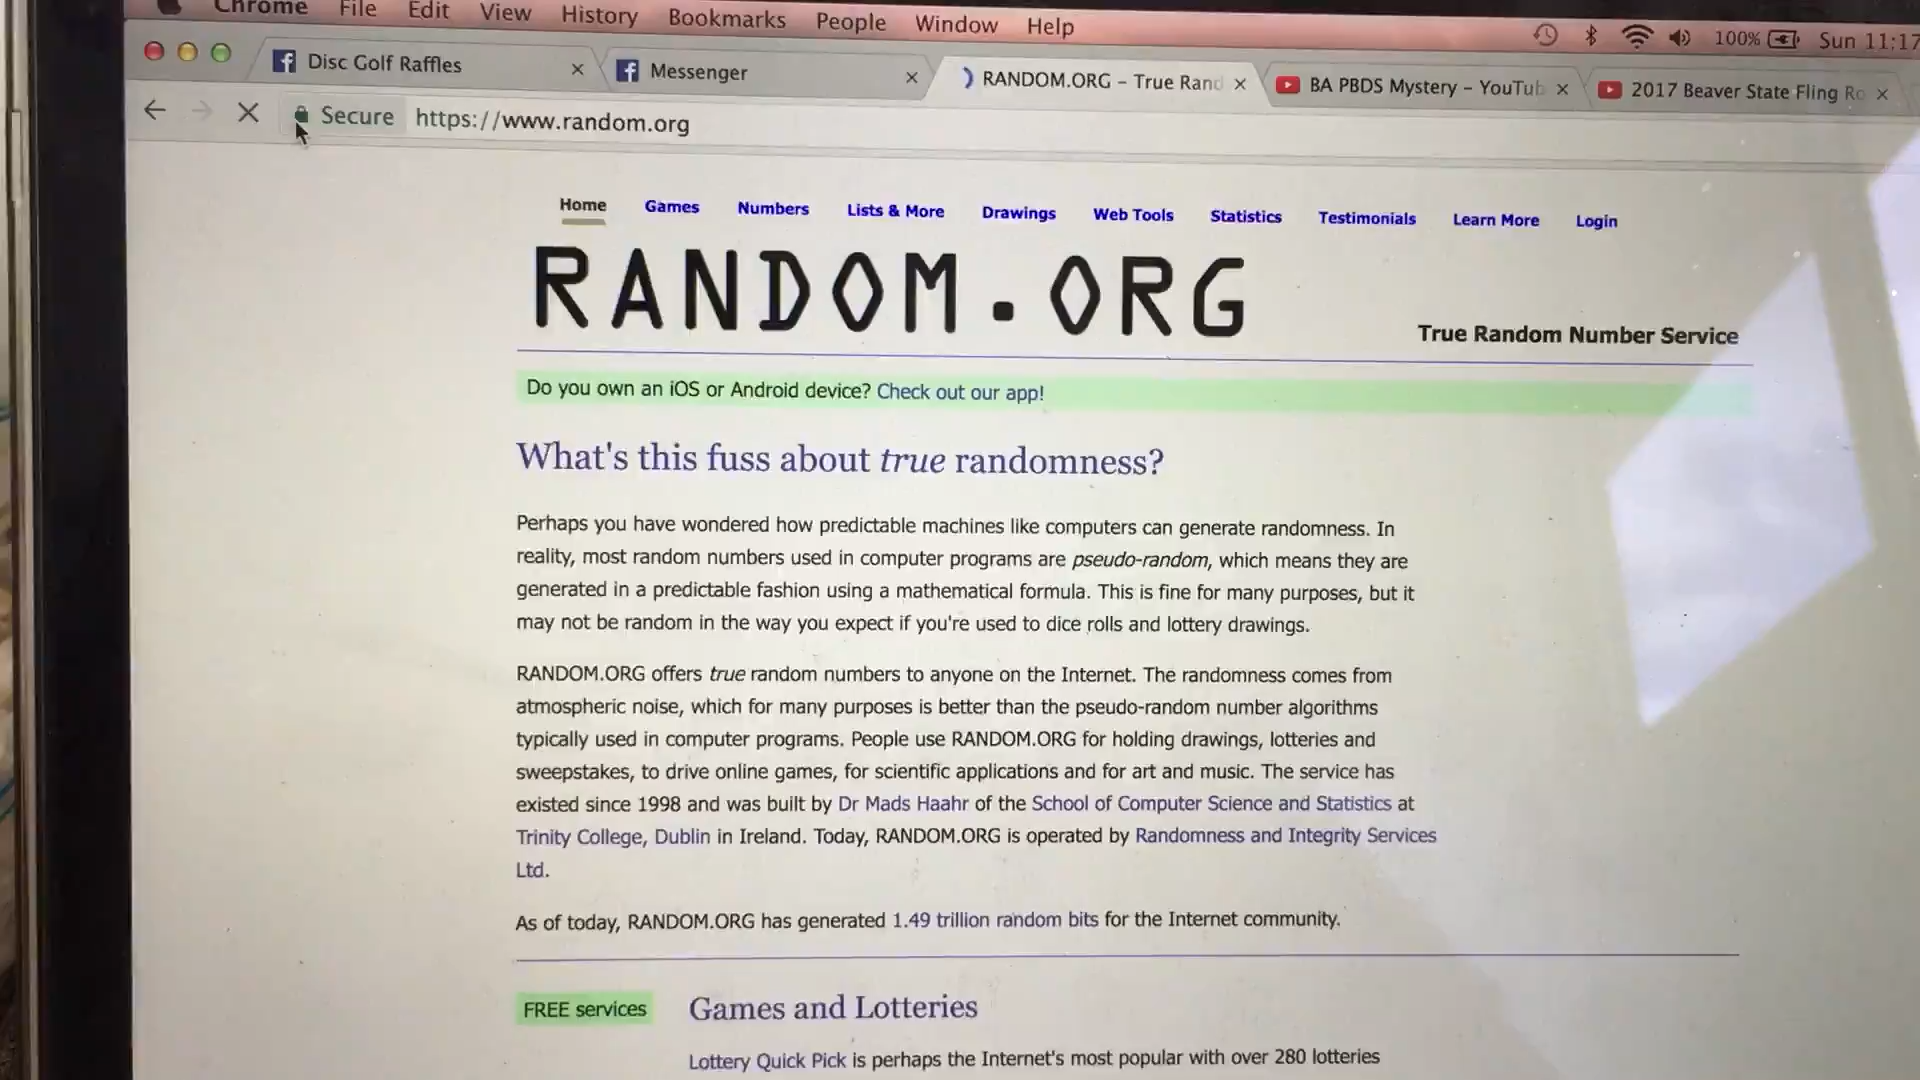 Chrome File Edit View History Bookmarks People Window Help 100% Sun 11:17
Disc Golf Raffles Messenger RANDOM.ORG - True Rand BA PBDS Mystery - YouTub 2017 Beaver State Fling Ro
Secure https://www.random.org
Home Games Numbers Lists & More Drawings Web Tools Statistics Testimonials Learn More Login
RANDOM.ORG
True Random Number Service
Do you own an iOS or Android device? Check out our app!
What's this fuss about true randomness?
Perhaps you have wondered how predictable machines like computers can generate randomness. In
reality, most random numbers used in computer programs are pseudo-random, which means they are
generated in a predictable fashion using a mathematical formula. This is fine for many purposes, but it
may not be random in the way you expect if you're used to dice rolls and lottery drawings.
RANDOM.ORG offers true random numbers to anyone on the Internet. The randomness comes from
atmospheric noise, which for many purposes is better than the pseudo-random number algorithms
typically used in computer programs. People use RANDOM.ORG for holding drawings, lotteries and
sweepstakes, to drive online games, for scientific applications and for art and music. The service has
existed since 1998 and was built by Dr Mads Haahr of the School of Computer Science and Statistics at
Trinity College, Dublin in Ireland. Today, RANDOM.ORG is operated by Randomness and Integrity Services
Ltd.
As of today, RANDOM.ORG has generated 1.49 trillion random bits for the Internet community.
FREE services Games and Lotteries
Lottery Quick Pick is perhaps the Internet's most popular with over 280 lotteries